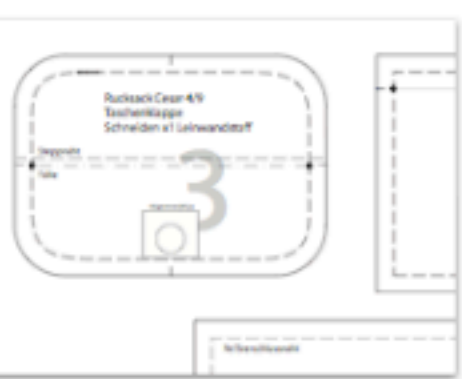 Rucksack Cesar 4/9
Taschenklappe
Schneiden x1 Leinwandstoff
Steppnaht
3
Falte